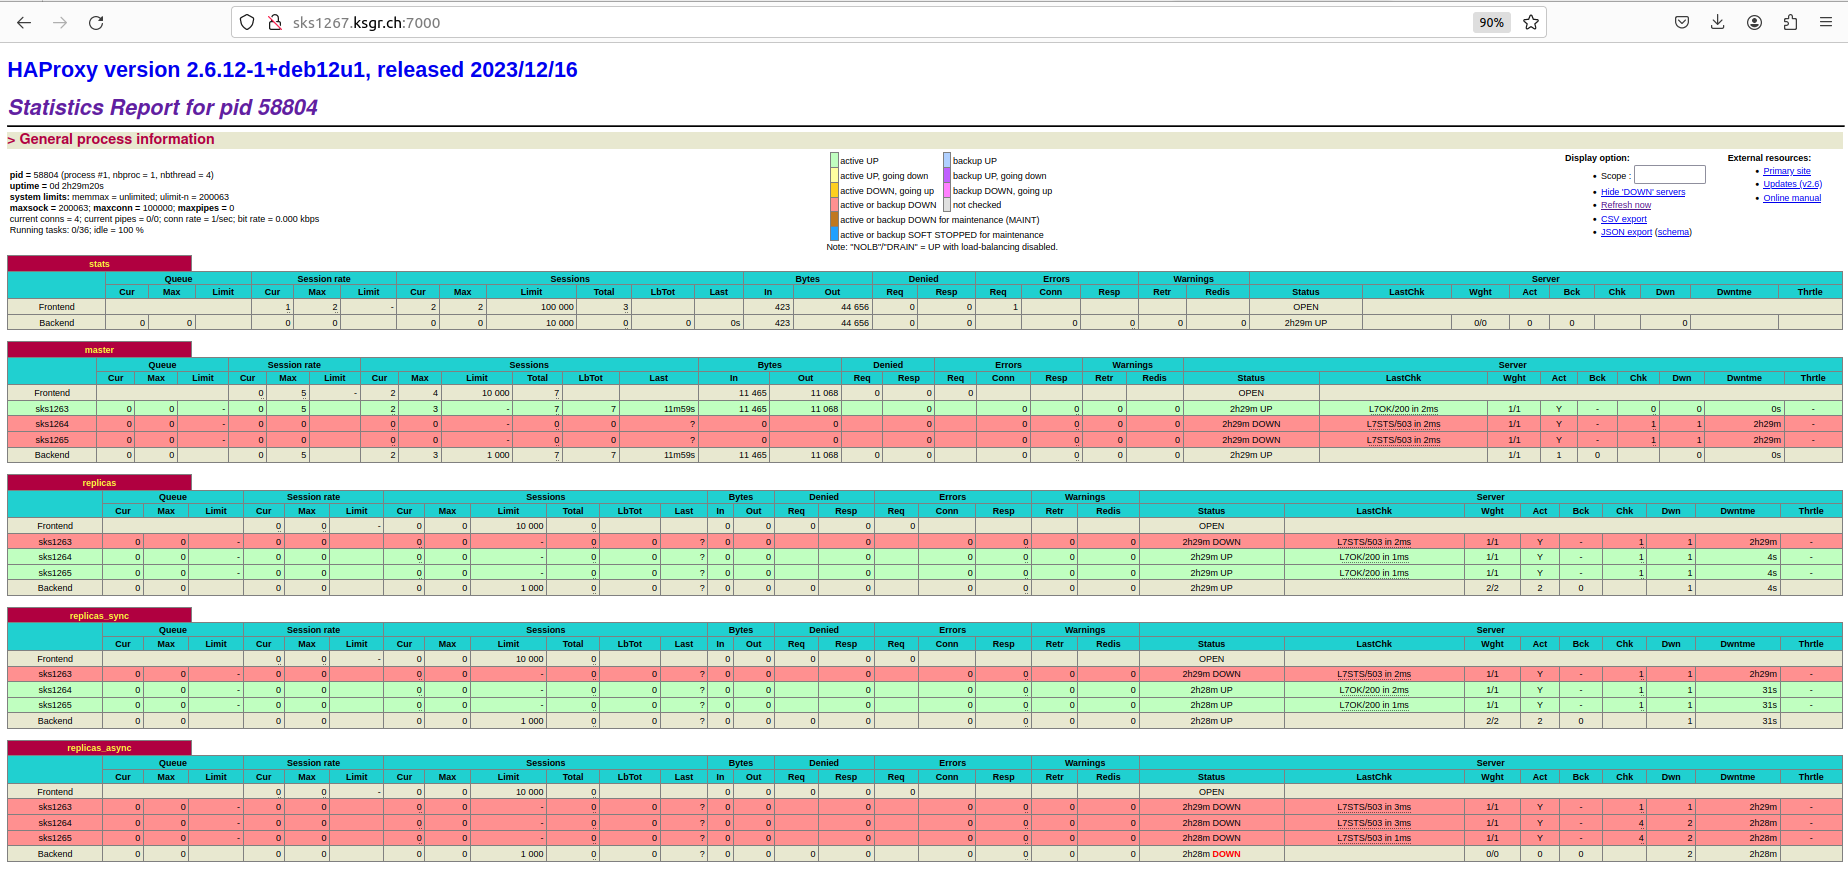 sks1267.ksgr.ch:7000
90%
HAProxy version 2.6.12-1+deb12u1, released 2023/12/16
Statistics Report for pid 58804
> General process information
pid = 58804 (process #1, nbproc = 1, nbthread = 4)
uptime = 0d 2h29m20s
system limits: memmax = unlimited; ulimit-n = 200063
maxsock = 200063; maxconn = 100000; maxpipes = 0
current conns = 4; current pipes = 0/0; conn rate = 1/sec; bit rate = 0.000 kbps
Running tasks: 0/36; idle = 100 %
active UP
backup UP
active UP, going down
backup UP, going down
active DOWN, going up
backup DOWN, going up
active or backup DOWN
not checked
active or backup DOWN for maintenance (MAINT)
active or backup SOFT STOPPED for maintenance
Note: "NOLB"/"DRAIN" = UP with load-balancing disabled.
Display option:
• Scope :
• Hide 'DOWN' servers
• Refresh now
• CSV export
• JSON export (schema)
External resources:
• Primary site
• Updates (v2.6)
• Online manual
stats
Queue Session rate Sessions Bytes Denied Errors Warnings Server
Cur Max Limit Cur Max Limit Cur Max Limit Total LbTot Last In Out Req Resp Req Conn Resp Retr Redis Status LastChk Wght Act Bck Chk Dwn Dwntme Thrtle
Frontend 1 2 - 2 2 100 000 3 423 44 656 0 0 1 OPEN
Backend 0 0 0 0 0 0 10 000 0 0 0s 423 44 656 0 0 0 0 0 0 2h29m UP 0/0 0 0 0
master
Queue Session rate Sessions Bytes Denied Errors Warnings Server
Cur Max Limit Cur Max Limit Cur Max Limit Total LbTot Last In Out Req Resp Req Conn Resp Retr Redis Status LastChk Wght Act Bck Chk Dwn Dwntme Thrtle
Frontend 0 5 - 2 4 10 000 7 11 465 11 068 0 0 0 OPEN
sks1263 0 0 - 0 5 2 3 - 7 7 11m59s 11 465 11 068 0 0 0 0 0 2h29m UP L7OK/200 in 2ms 1/1 Y - 0 0 0s -
sks1264 0 0 - 0 0 0 0 - 0 0 ? 0 0 0 0 0 0 0 2h29m DOWN L7STS/503 in 2ms 1/1 Y - 1 1 2h29m -
sks1265 0 0 - 0 0 0 0 - 0 0 ? 0 0 0 0 0 0 0 2h29m DOWN L7STS/503 in 2ms 1/1 Y - 1 1 2h29m -
Backend 0 0 0 5 2 3 1 000 7 7 11m59s 11 465 11 068 0 0 0 0 0 0 2h29m UP 1/1 1 0 0 0s
replicas
Queue Session rate Sessions Bytes Denied Errors Warnings Server
Cur Max Limit Cur Max Limit Cur Max Limit Total LbTot Last In Out Req Resp Req Conn Resp Retr Redis Status LastChk Wght Act Bck Chk Dwn Dwntme Thrtle
Frontend 0 0 - 0 0 10 000 0 0 0 0 0 0 OPEN
sks1263 0 0 - 0 0 0 0 - 0 0 ? 0 0 0 0 0 0 0 2h29m DOWN L7STS/503 in 2ms 1/1 Y - 1 1 2h29m -
sks1264 0 0 - 0 0 0 0 - 0 0 ? 0 0 0 0 0 0 0 2h29m UP L7OK/200 in 1ms 1/1 Y - 1 1 4s -
sks1265 0 0 - 0 0 0 0 - 0 0 ? 0 0 0 0 0 0 0 2h29m UP L7OK/200 in 1ms 1/1 Y - 1 1 4s -
Backend 0 0 0 0 0 0 1 000 0 0 ? 0 0 0 0 0 0 0 0 2h29m UP 2/2 2 0 1 4s
replicas_sync
Queue Session rate Sessions Bytes Denied Errors Warnings Server
Cur Max Limit Cur Max Limit Cur Max Limit Total LbTot Last In Out Req Resp Req Conn Resp Retr Redis Status LastChk Wght Act Bck Chk Dwn Dwntme Thrtle
Frontend 0 0 - 0 0 10 000 0 0 0 0 0 0 OPEN
sks1263 0 0 - 0 0 0 0 - 0 0 ? 0 0 0 0 0 0 0 2h29m DOWN L7STS/503 in 2ms 1/1 Y - 1 1 2h29m -
sks1264 0 0 - 0 0 0 0 - 0 0 ? 0 0 0 0 0 0 0 2h28m UP L7OK/200 in 2ms 1/1 Y - 1 1 31s -
sks1265 0 0 - 0 0 0 0 - 0 0 ? 0 0 0 0 0 0 0 2h28m UP L7OK/200 in 1ms 1/1 Y - 1 1 31s -
Backend 0 0 0 0 0 0 1 000 0 0 ? 0 0 0 0 0 0 0 0 2h28m UP 2/2 2 0 1 31s
replicas_async
Queue Session rate Sessions Bytes Denied Errors Warnings Server
Cur Max Limit Cur Max Limit Cur Max Limit Total LbTot Last In Out Req Resp Req Conn Resp Retr Redis Status LastChk Wght Act Bck Chk Dwn Dwntme Thrtle
Frontend 0 0 - 0 0 10 000 0 0 0 0 0 0 OPEN
sks1263 0 0 - 0 0 0 0 - 0 0 ? 0 0 0 0 0 0 0 2h29m DOWN L7STS/503 in 3ms 1/1 Y - 1 1 2h29m -
sks1264 0 0 - 0 0 0 0 - 0 0 ? 0 0 0 0 0 0 0 2h28m DOWN L7STS/503 in 3ms 1/1 Y - 4 2 2h28m -
sks1265 0 0 - 0 0 0 0 - 0 0 ? 0 0 0 0 0 0 0 2h28m DOWN L7STS/503 in 1ms 1/1 Y - 4 2 2h28m -
Backend 0 0 0 0 0 0 1 000 0 0 ? 0 0 0 0 0 0 0 0 2h28m DOWN 0/0 0 0 2 2h28m